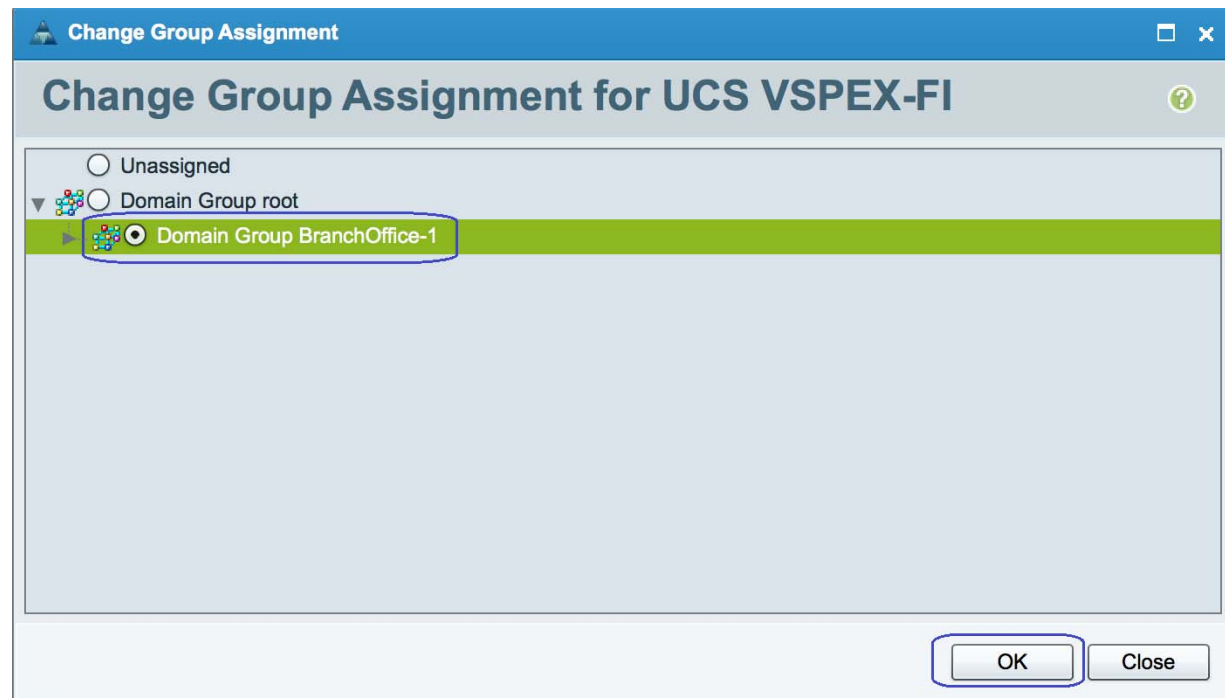 Change Group Assignment
Change Group Assignment for UCS VSPEX-FI
?
Unassigned
Domain Group root
Domain Group BranchOffice-1
OK
Close